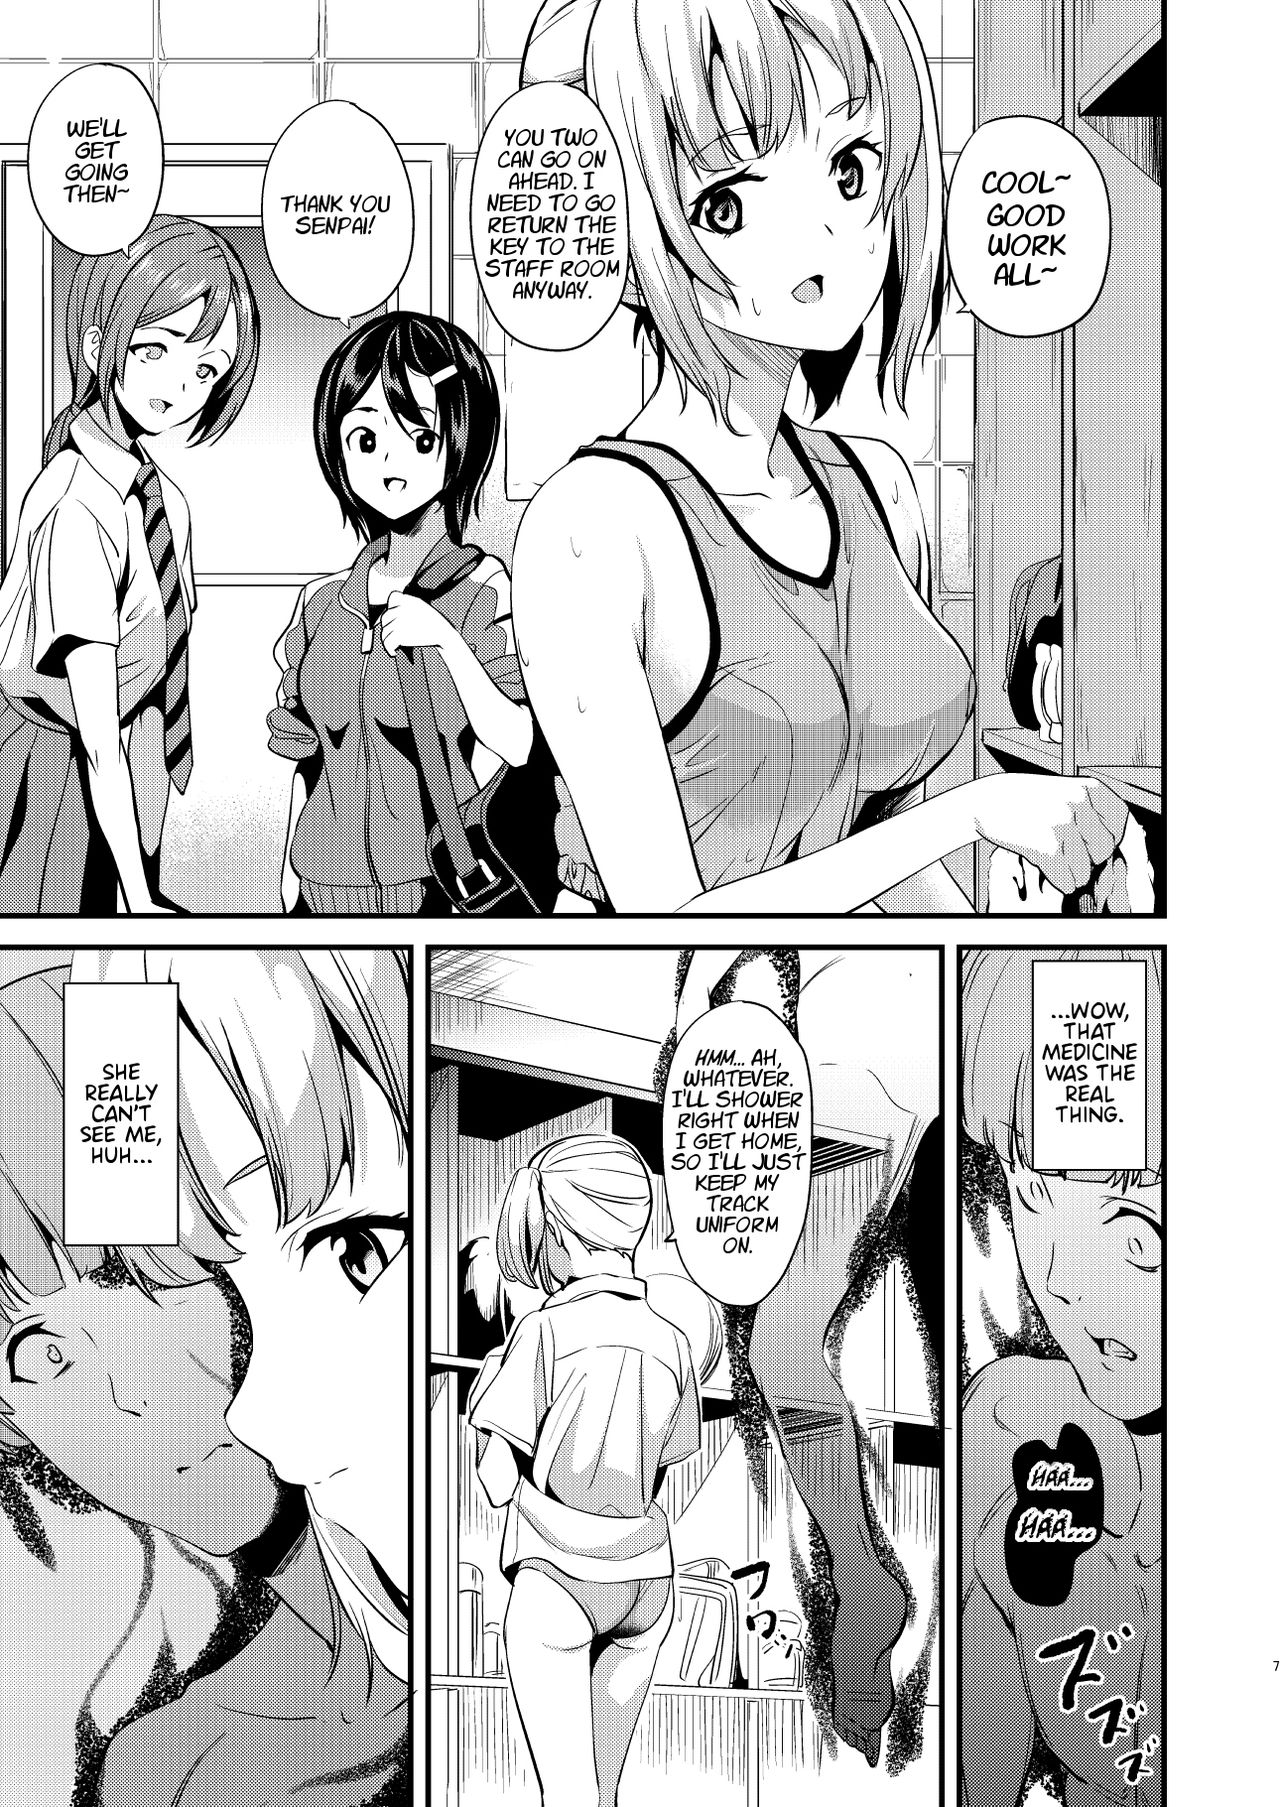 COOL~
GOOD
WORK
ALL~
YOU TWO
CAN GO ON
AHEAD. I
NEED TO GO
RETURN THE
KEY TO THE
STAFF ROOM
ANYWAY.
THANK YOU
SENPAI!
WE'LL
GET
GOING
THEN~
...WOW,
THAT
MEDICINE
WAS THE
REAL
THING.
HAA...
HAA...
ズズズ
HMM... AH,
WHATEVER.
I'LL SHOWER
RIGHT WHEN
I GET HOME,
SO I'LL JUST
KEEP MY
TRACK
UNIFORM
ON.
フワッ
SHE
REALLY
CAN'T
SEE ME,
HUH...
7